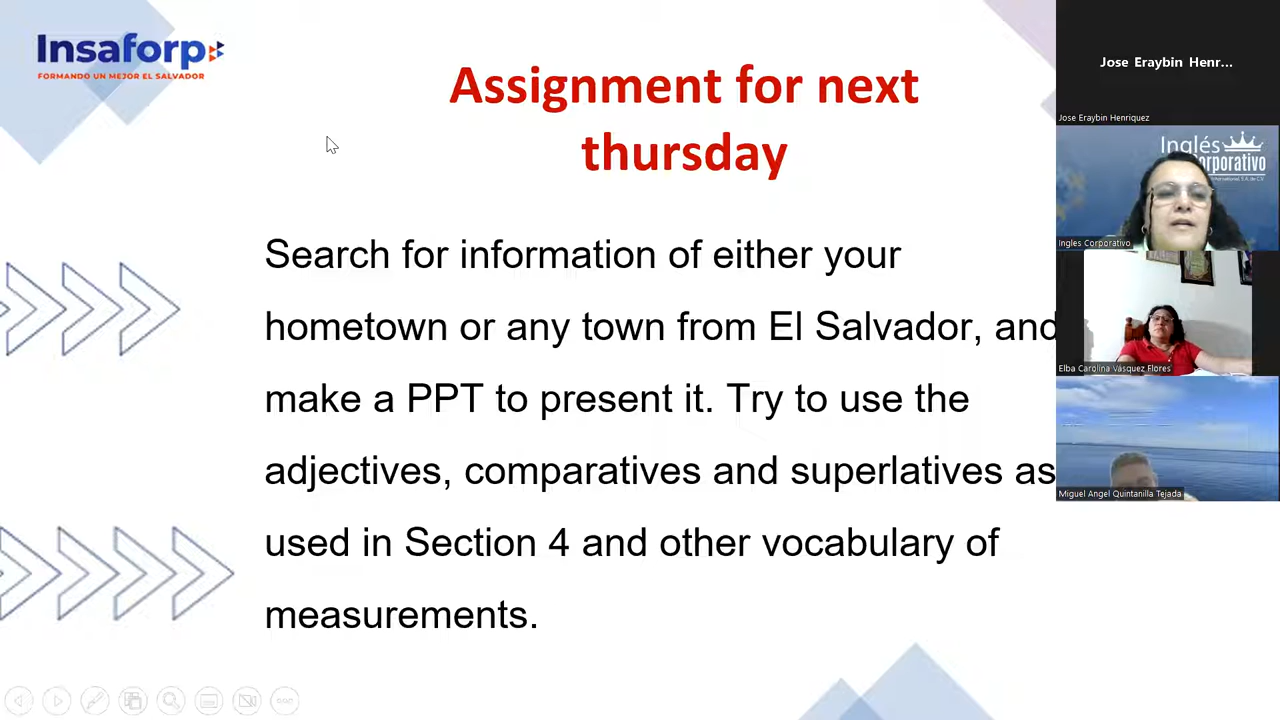 Insaforp
FORMANDO UN MEJOR EL SALVADOR
Assignment for next
thursday
Search for information of either your
hometown or any town from El Salvador, and
make a PPT to present it. Try to use the
adjectives, comparatives and superlatives as
used in Section 4 and other vocabulary of
measurements.
Jose Eraybin Henr...
Jose Eraybin Henriquez
Inglés
Corporativo
Ingles Corporativo
Elba Carolina Vásquez Flores
Miguel Angel Quintanilla Tejada